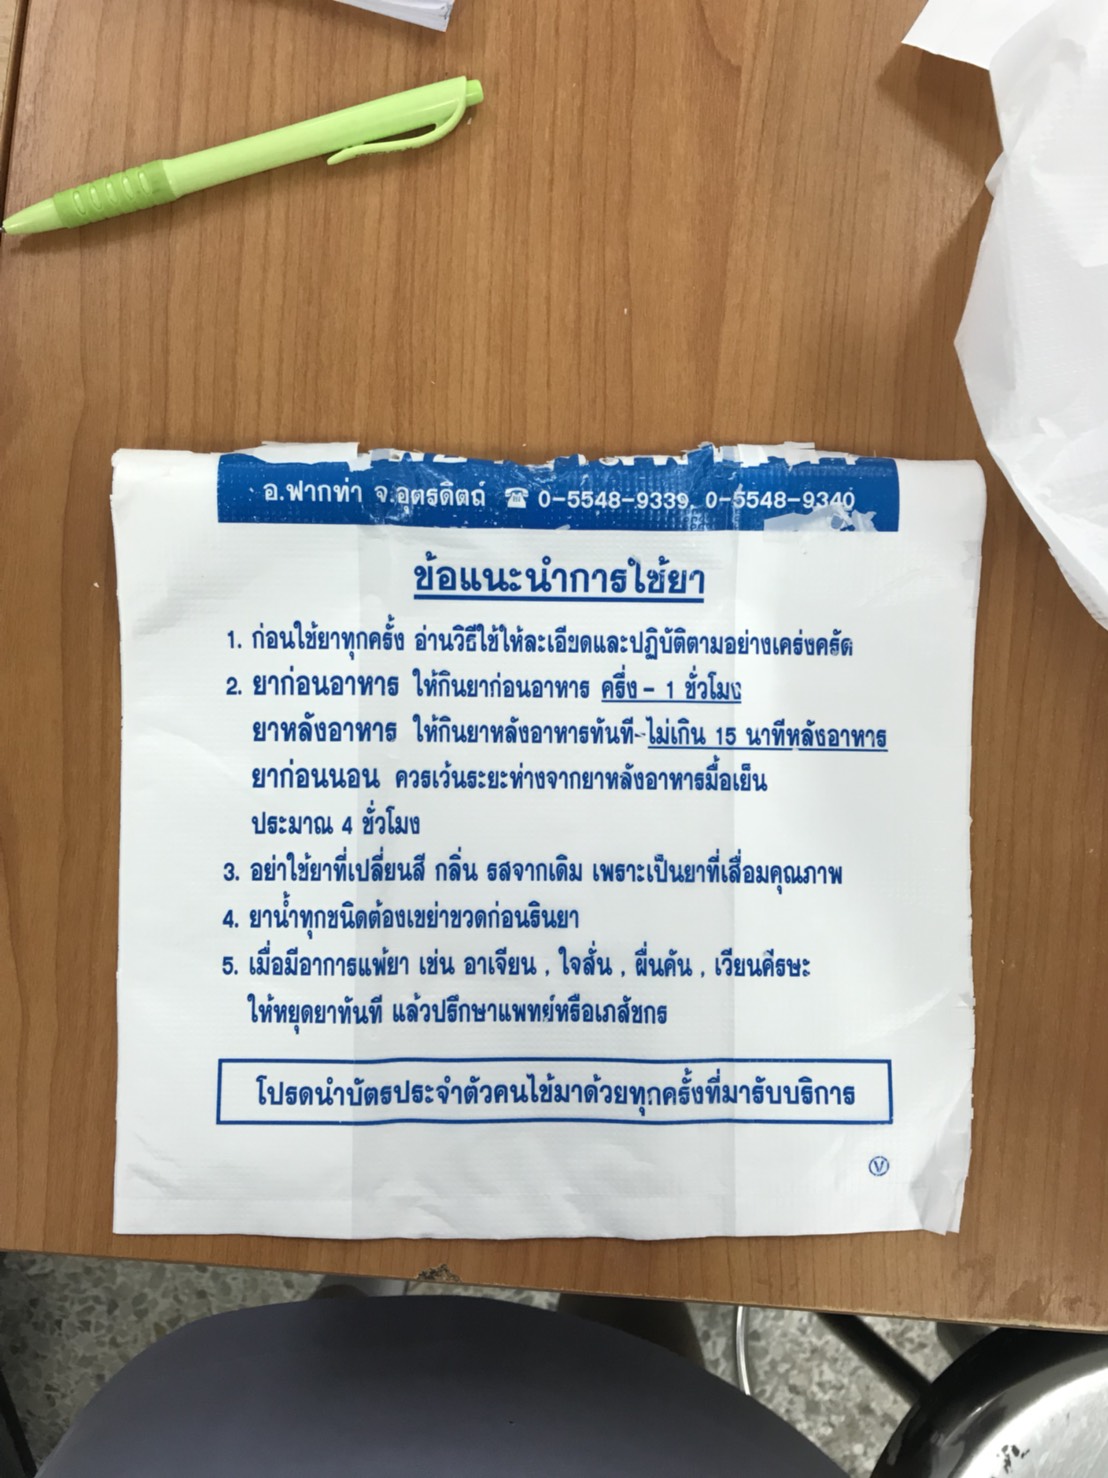 อ.ฟากท่า จ.อุตรดิตถ์ ☎ 0-5548-9339, 0-5548-9340
ข้อแนะนำการใช้ยา
1. ก่อนใช้ยาทุกครั้ง อ่านวิธีใช้ให้ละเอียดและปฏิบัติตามอย่างเคร่งครัด
2. ยาก่อนอาหาร ให้กินยาก่อนอาหาร ครึ่ง - 1 ชั่วโมง
ยาหลังอาหาร ให้กินยาหลังอาหารทันที-ไม่เกิน 15 นาทีหลังอาหาร
ยาก่อนนอน ควรเว้นระยะห่างจากยาหลังอาหารมื้อเย็น
ประมาณ 4 ชั่วโมง
3. อย่าใช้ยาที่เปลี่ยนสี กลิ่น รสจากเดิม เพราะเป็นยาที่เสื่อมคุณภาพ
4. ยาน้ำทุกชนิดต้องเขย่าขวดก่อนรินยา
5. เมื่อมีอาการแพ้ยา เช่น อาเจียน , ใจสั่น , ผื่นคัน , เวียนศีรษะ
ให้หยุดยาทันที แล้วปรึกษาแพทย์หรือเภสัชกร
โปรดนำบัตรประจำตัวคนไข้มาด้วยทุกครั้งที่มารับบริการ
V